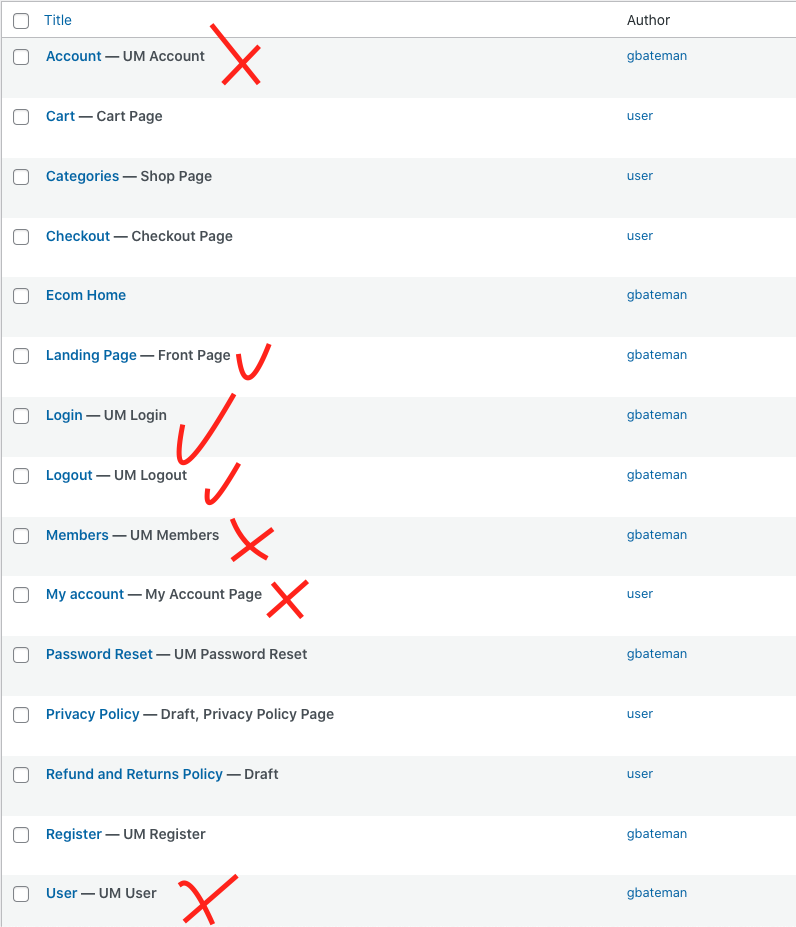 Title Author
Account — UM Account gbateman
Cart — Cart Page user
Categories — Shop Page user
Checkout — Checkout Page user
Ecom Home gbateman
Landing Page — Front Page gbateman
Login — UM Login gbateman
Logout — UM Logout gbateman
Members — UM Members gbateman
My account — My Account Page user
Password Reset — UM Password Reset gbateman
Privacy Policy — Draft, Privacy Policy Page user
Refund and Returns Policy — Draft user
Register — UM Register gbateman
User — UM User gbateman